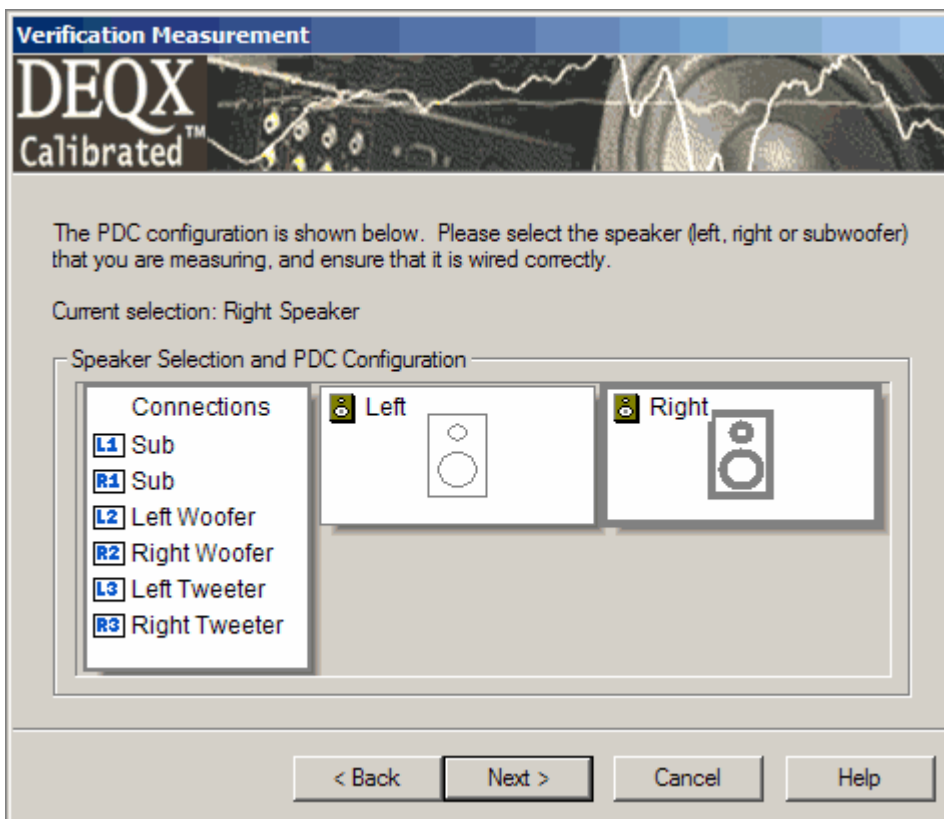 Verification Measurement
DEQX
Calibrated™
The PDC configuration is shown below.  Please select the speaker (left, right or subwoofer)
that you are measuring, and ensure that it is wired correctly.
Current selection: Right Speaker
Speaker Selection and PDC Configuration
Connections
L1 Sub
R1 Sub
L2 Left Woofer
R2 Right Woofer
L3 Left Tweeter
R3 Right Tweeter
Left
Right
< Back
Next >
Cancel
Help